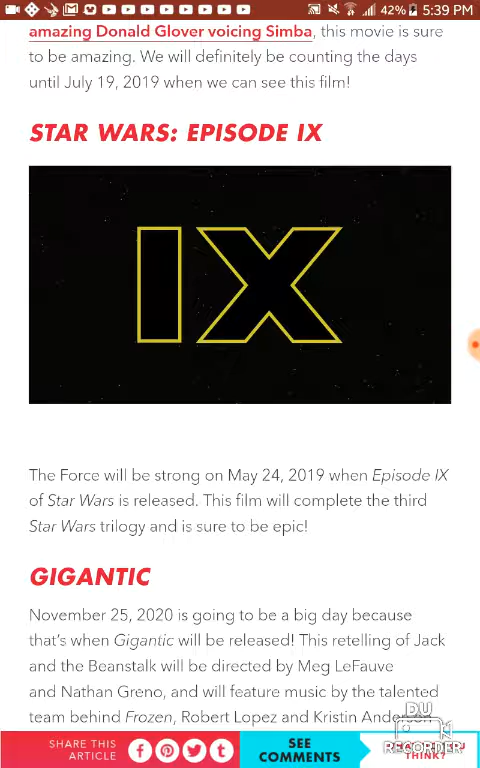 42% 5:39 PM
amazing Donald Glover voicing Simba, this movie is sure
to be amazing. We will definitely be counting the days
until July 19, 2019 when we can see this film!
STAR WARS: EPISODE IX
IX
The Force will be strong on May 24, 2019 when Episode IX
of Star Wars is released. This film will complete the third
Star Wars trilogy and is sure to be epic!
GIGANTIC
November 25, 2020 is going to be a big day because
that's when Gigantic will be released! This retelling of Jack
and the Beanstalk will be directed by Meg LeFauve
and Nathan Greno, and will feature music by the talented
team behind Frozen, Robert Lopez and Kristin Anderson
DU
RECORDER
SHARE THIS
ARTICLE
SEE
COMMENTS
THINK?